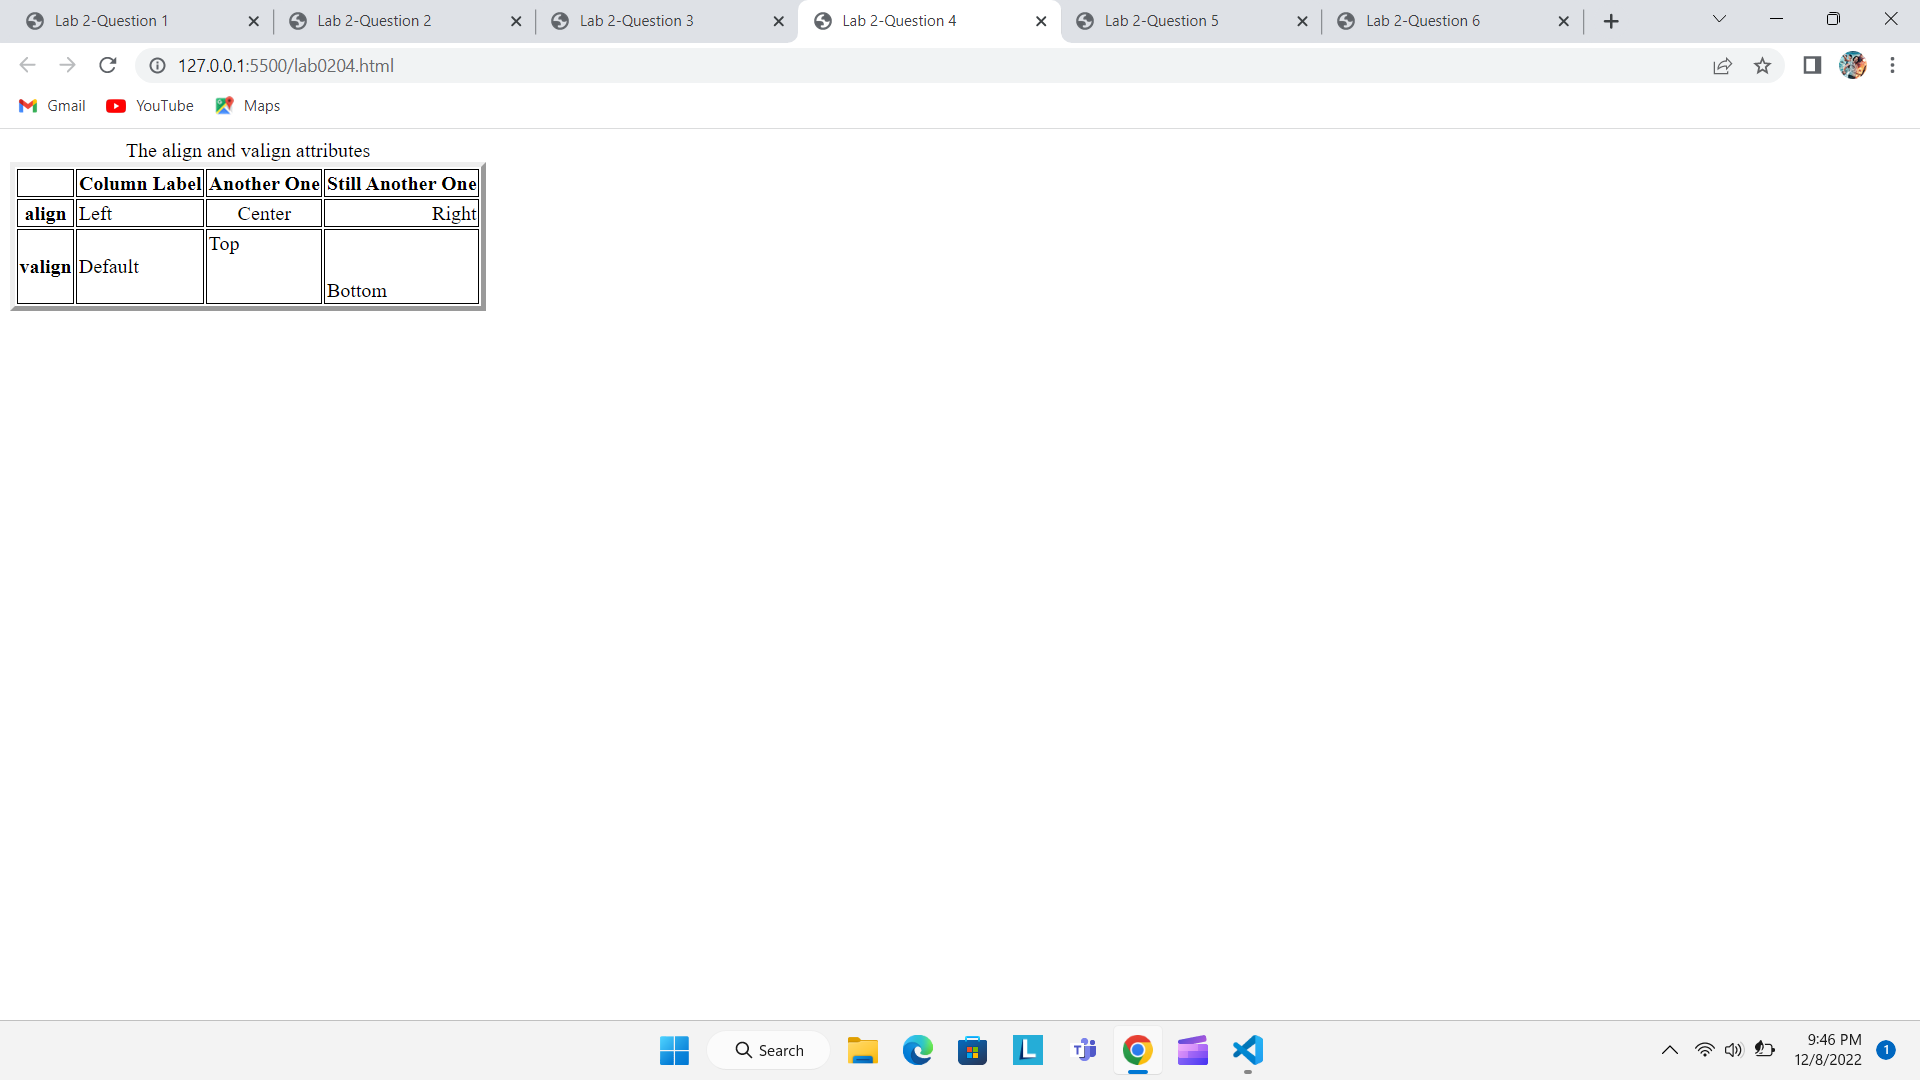 Lab 2-Question 1
Lab 2-Question 2
Lab 2-Question 3
Lab 2-Question 4
Lab 2-Question 5
Lab 2-Question 6
127.0.0.1:5500/lab0204.html
Gmail YouTube Maps
The align and valign attributes
Column Label Another One Still Another One
align Left Center Right
valign Default Top Bottom
Search
9:46 PM
12/8/2022
1